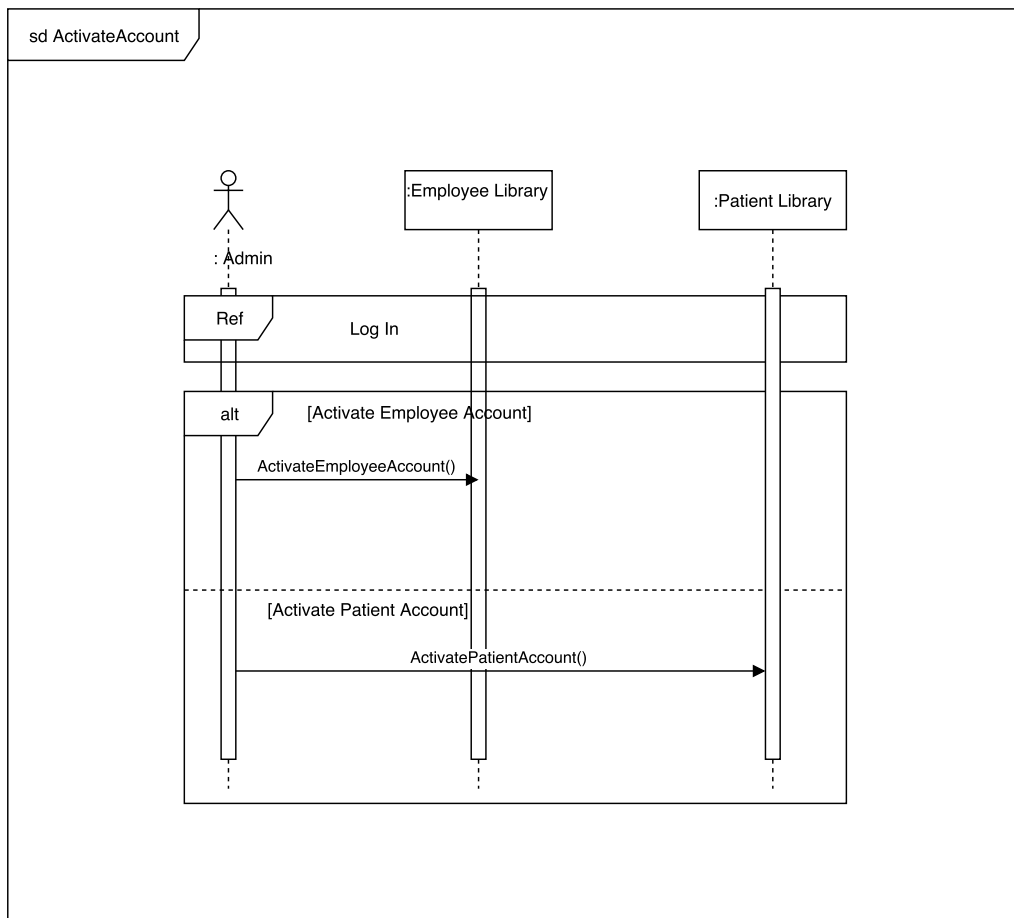 sd ActivateAccount
:Employee Library
:Patient Library
: Admin
Ref
Log In
alt
[Activate Employee Account]
ActivateEmployeeAccount()
[Activate Patient Account]
ActivatePatientAccount()